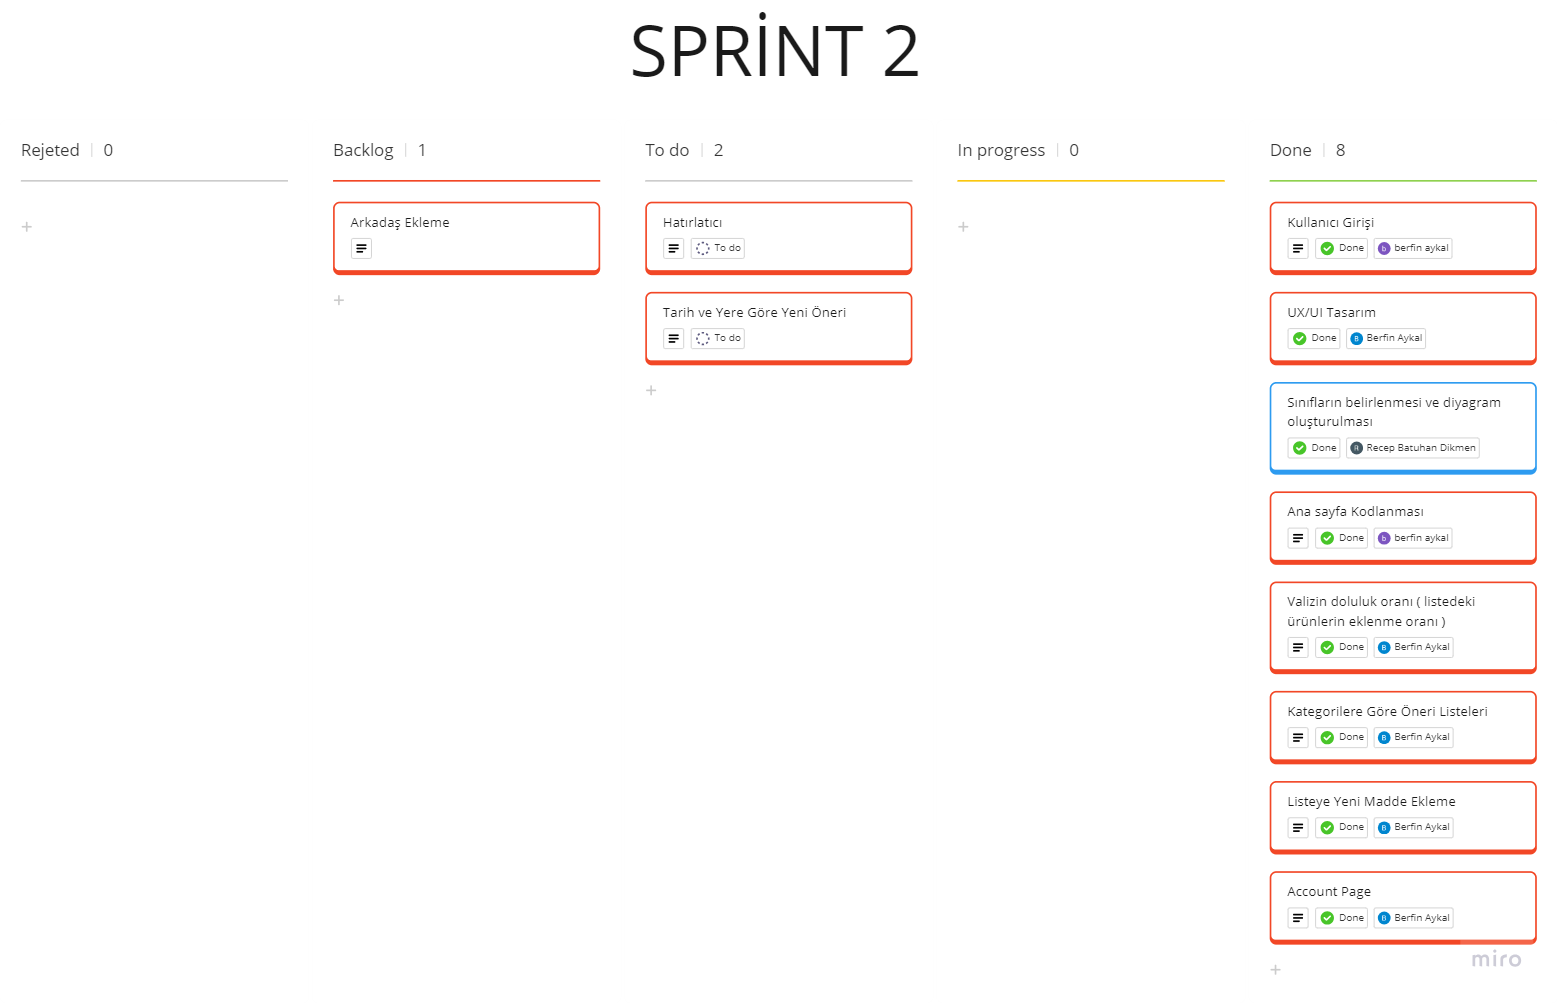 SPRİNT 2
Rejeted 0
Backlog 1
Arkadaş Ekleme
To do 2
Hatırlatıcı
To do
Tarih ve Yere Göre Yeni Öneri
To do
In progress 0
Done 8
Kullanıcı Girişi
Done b berfin aykal
UX/UI Tasarım
Done B Berfin Aykal
Sınıfların belirlenmesi ve diyagram
oluşturulması
Done R Recep Batuhan Dikmen
Ana sayfa Kodlanması
Done b berfin aykal
Valizin doluluk oranı ( listedeki
ürünlerin eklenme oranı )
Done B Berfin Aykal
Kategorilere Göre Öneri Listeleri
Done B Berfin Aykal
Listeye Yeni Madde Ekleme
Done B Berfin Aykal
Account Page
Done B Berfin Aykal
miro